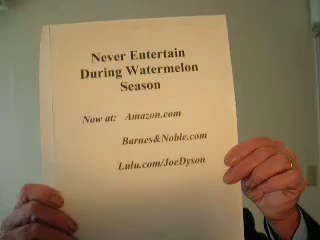 Never Entertain
During Watermelon
Season
Now at: Amazon.com
Barnes&Noble.com
Lulu.com/JoeDyson